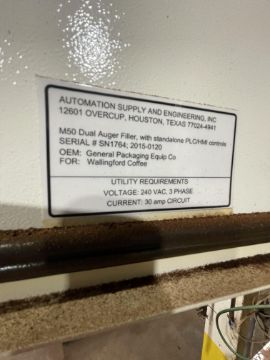 AUTOMATION SUPPLY AND ENGINEERING, INC
12601 OVERCUP, HOUSTON, TEXAS 77024-4941
M50 Dual Auger Filler, with standalone PLC/HMI controls
SERIAL # SN1764; 2015-0120
OEM: General Packaging Equip Co
FOR: Wallingford Coffee
UTILITY REQUIREMENTS
VOLTAGE: 240 VAC, 3 PHASE
CURRENT: 30 amp CIRCUIT